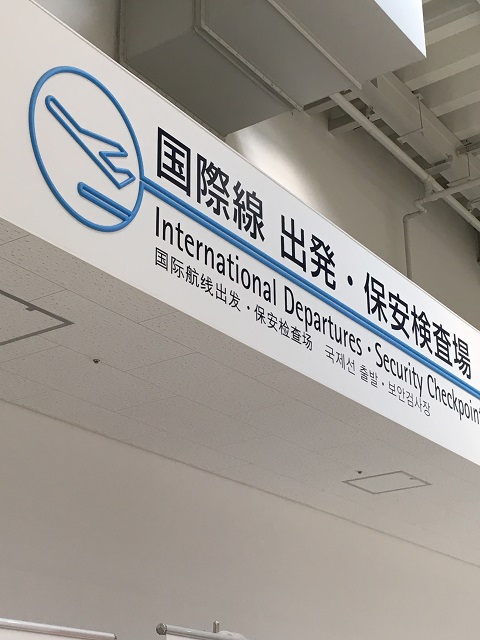 国際線 出発・保安検査場
International Departures・Security Checkpoint
国际航线出发・保安检查场 국제선 출발・보안검사장